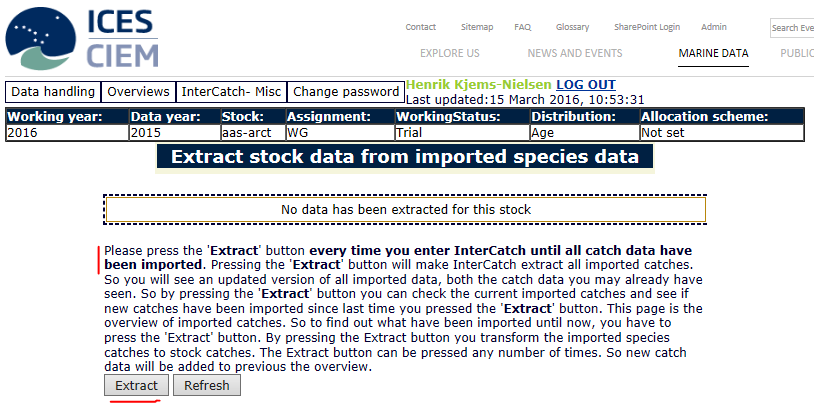 ICES
CIEM
Contact Sitemap FAQ Glossary SharePoint Login Admin Search Eve
EXPLORE US NEWS AND EVENTS MARINE DATA PUBLIC
Data handling Overviews InterCatch- Misc Change password Henrik Kjems-Nielsen LOG OUT
Last updated:15 March 2016, 10:53:31
Working year: Data year: Stock: Assignment: WorkingStatus: Distribution: Allocation scheme:
2016 2015 aas-arct WG Trial Age Not set
Extract stock data from imported species data
No data has been extracted for this stock
Please press the 'Extract' button every time you enter InterCatch until all catch data have
been imported. Pressing the 'Extract' button will make InterCatch extract all imported catches.
So you will see an updated version of all imported data, both the catch data you may already have
seen. So by pressing the 'Extract' button you can check the current imported catches and see if
new catches have been imported since last time you pressed the 'Extract' button. This page is the
overview of imported catches. So to find out what have been imported until now, you have to
press the 'Extract' button. By pressing the Extract button you transform the imported species
catches to stock catches. The Extract button can be pressed any number of times. So new catch
data will be added to previous the overview.
Extract Refresh